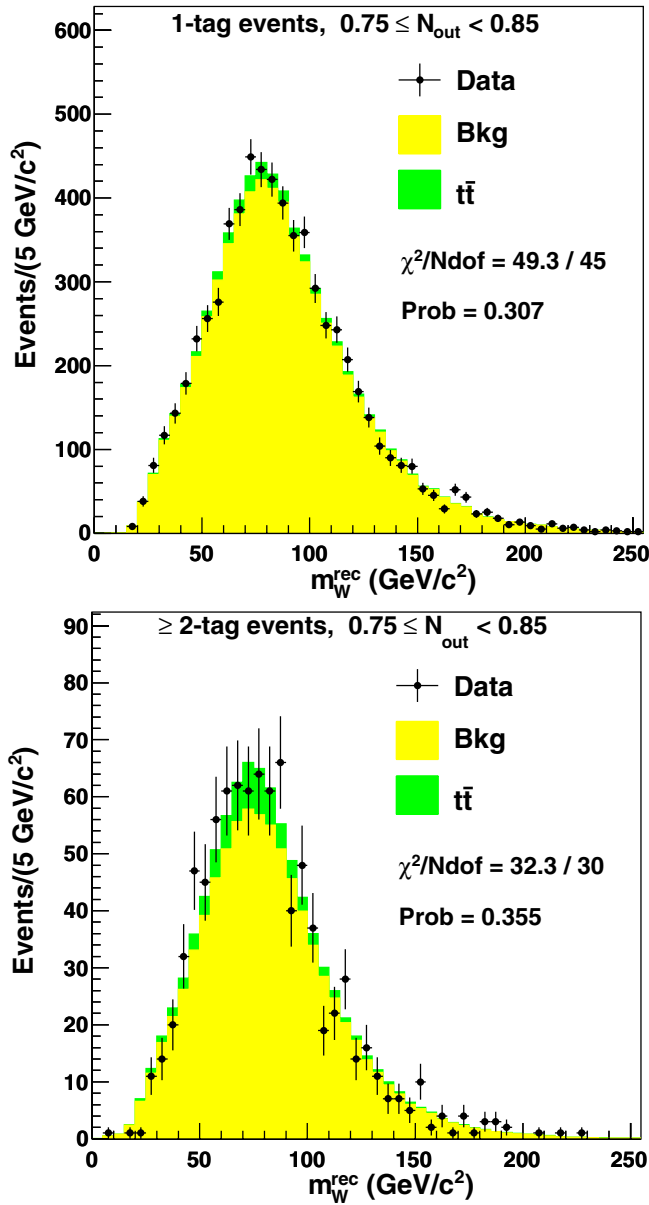 1-tag events, 0.75 ≤ N_out < 0.85
600
500
400
300
200
100
0
Events/(5 GeV/c²)
Data
Bkg
tt̄
χ²/Ndof = 49.3 / 45
Prob = 0.307
0 50 100 150 200 250
m_W^rec (GeV/c²)
≥ 2-tag events, 0.75 ≤ N_out < 0.85
90
80
70
60
50
40
30
20
10
0
Events/(5 GeV/c²)
Data
Bkg
tt̄
χ²/Ndof = 32.3 / 30
Prob = 0.355
0 50 100 150 200 250
m_W^rec (GeV/c²)